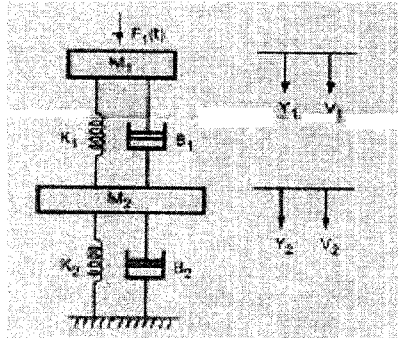 F₁(t)
M₁
Y₁ V₁
K₁ B₁
M₂
Y₂ V₂
K₂ B₂